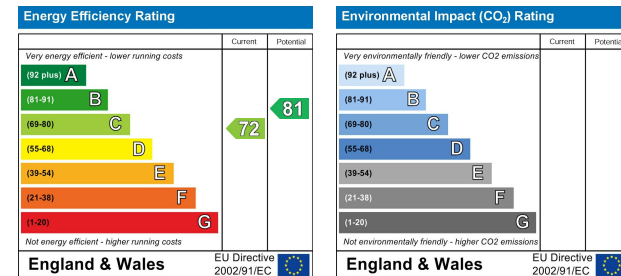 Energy Efficiency Rating
Current Potential
Very energy efficient - lower running costs
(92 plus) A
(81-91) B
(69-80) C
(55-68) D
(39-54) E
(21-38) F
(1-20) G
72
81
Not energy efficient - higher running costs
England & Wales
EU Directive
2002/91/EC
Environmental Impact (CO₂) Rating
Current Potentia
Very environmentally friendly - lower CO2 emissions
(92 plus) A
(81-91) B
(69-80) C
(55-68) D
(39-54) E
(21-38) F
(1-20) G
Not environmentally friendly - higher CO2 emissions
England & Wales
EU Directive
2002/91/EC